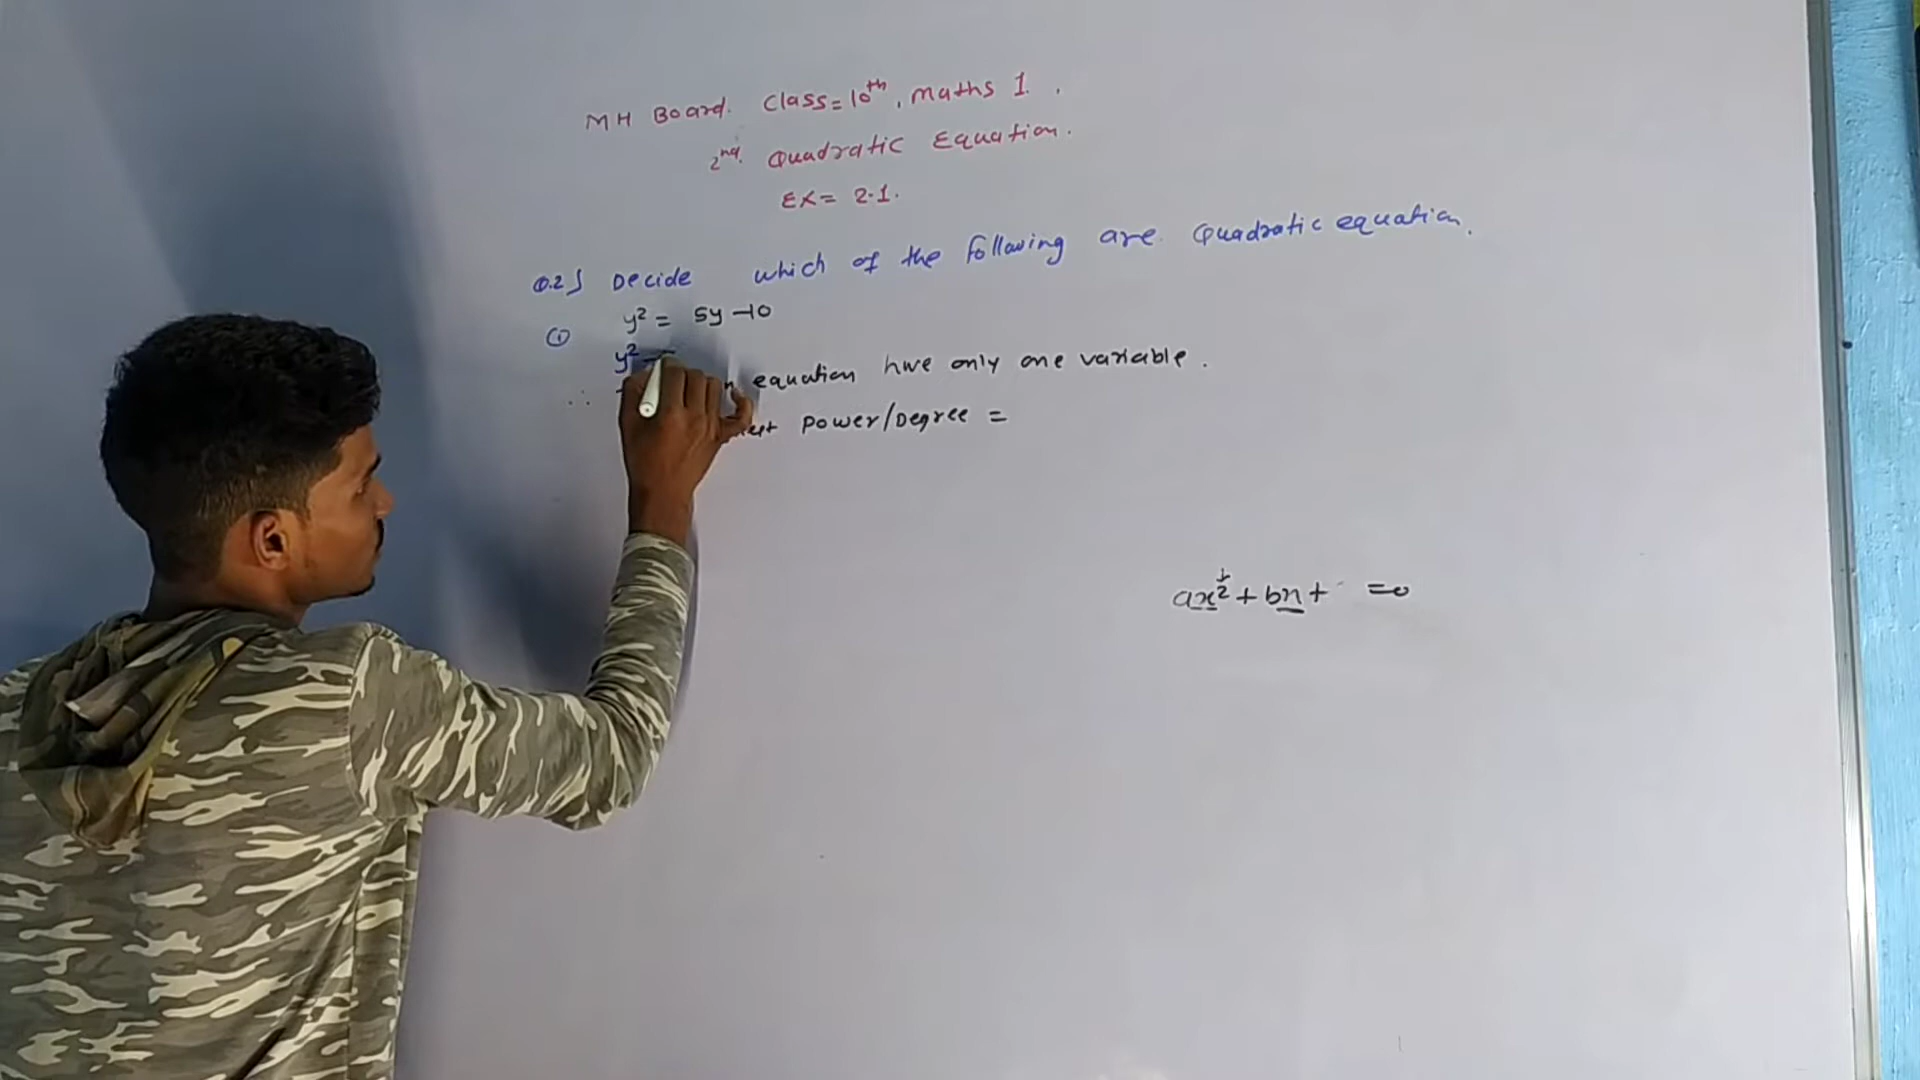 MH Board. Class = 10th, Maths 1.
2nd. Quadratic Equation.
EX = 2.1.
Q.2] Decide which of the following are Quadratic equation.
① y² = 5y - 10
y² -
∴ equation hve only one variable.
Power/Degree =
ax² + bx + =0